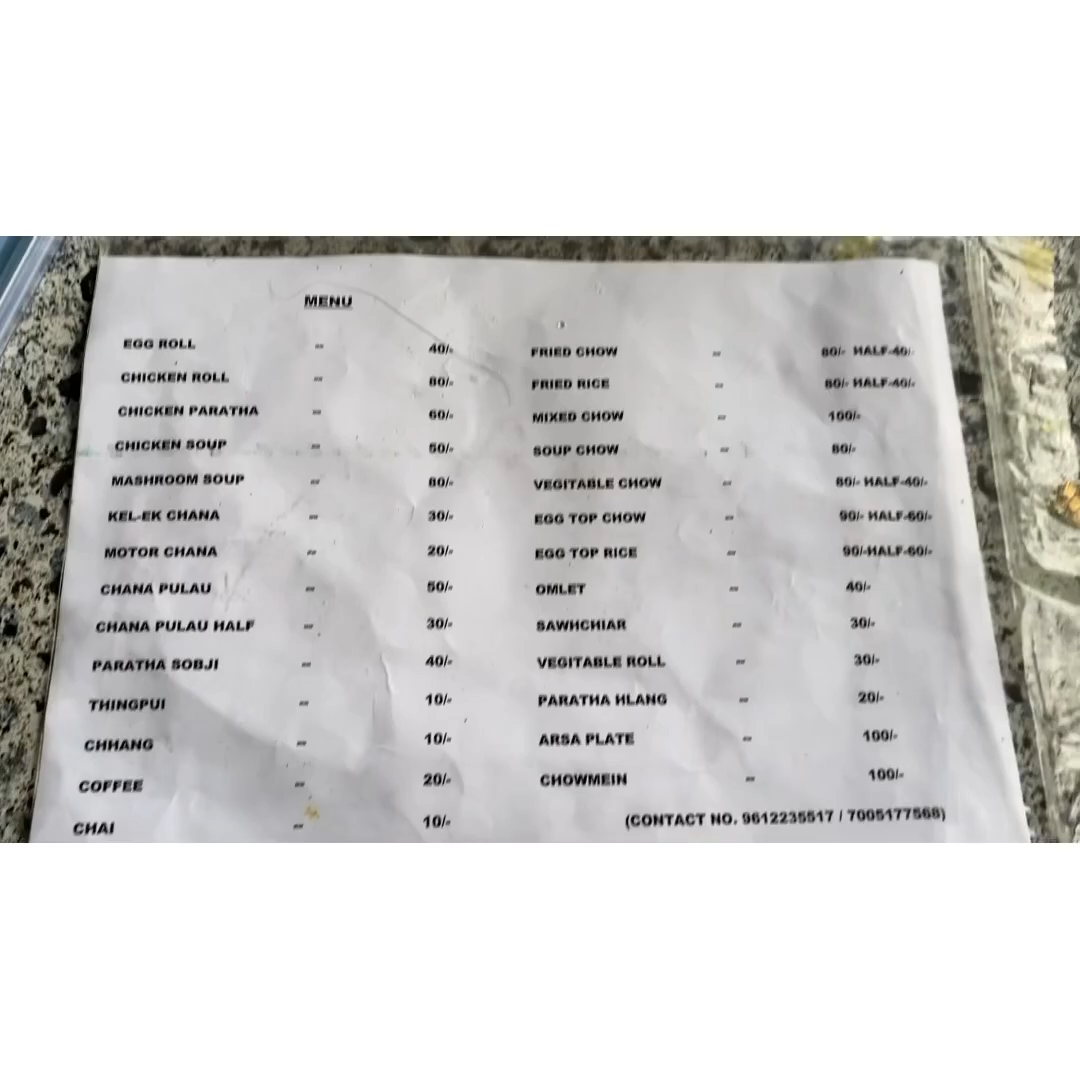 MENU
EGG ROLL - 40/-
CHICKEN ROLL - 80/-
CHICKEN PARATHA - 60/-
CHICKEN SOUP - 50/-
MASHROOM SOUP - 80/-
KEL-EK CHANA - 30/-
MOTOR CHANA - 20/-
CHANA PULAU - 50/-
CHANA PULAU HALF - 30/-
PARATHA SOBJI - 40/-
THINGPUI - 10/-
CHHANG - 10/-
COFFEE - 20/-
CHAI - 10/-
FRIED CHOW - 80/- HALF-40/-
FRIED RICE - 80/- HALF-40/-
MIXED CHOW - 100/-
SOUP CHOW - 80/-
VEGITABLE CHOW - 80/- HALF-40/-
EGG TOP CHOW - 90/- HALF-60/-
EGG TOP RICE - 90/-HALF-60/-
OMLET - 40/-
SAWHCHIAR - 30/-
VEGITABLE ROLL - 30/-
PARATHA HLANG - 20/-
ARSA PLATE - 100/-
CHOWMEIN - 100/-
(CONTACT NO. 9612235517 / 7005177568)